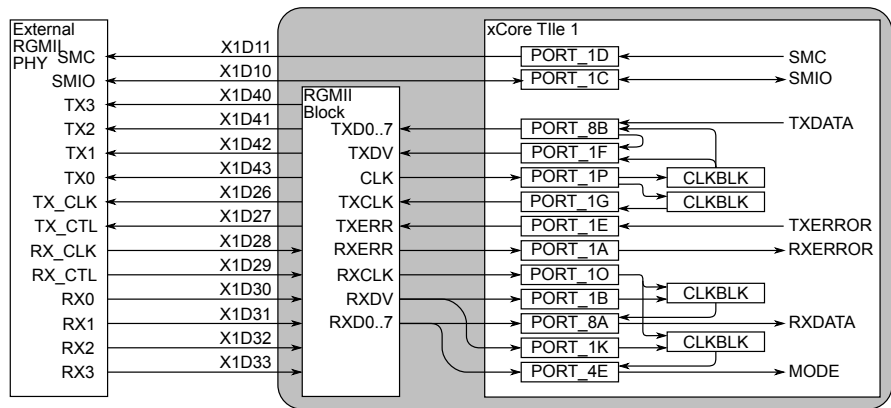 External
RGMII
PHY
xCore TIle 1
SMC X1D11 PORT_1D SMC
SMIO X1D10 PORT_1C SMIO
TX3 X1D40 RGMII
Block
TX2 X1D41 TXD0..7 PORT_8B TXDATA
TX1 X1D42 TXDV PORT_1F
TX0 X1D43 CLK PORT_1P CLKBLK
TX_CLK X1D26 TXCLK PORT_1G CLKBLK
TX_CTL X1D27 TXERR PORT_1E TXERROR
RX_CLK X1D28 RXERR PORT_1A RXERROR
RX_CTL X1D29 RXCLK PORT_1O
RX0 X1D30 RXDV PORT_1B CLKBLK
RX1 X1D31 RXD0..7 PORT_8A RXDATA
RX2 X1D32 PORT_1K CLKBLK
RX3 X1D33 PORT_4E MODE